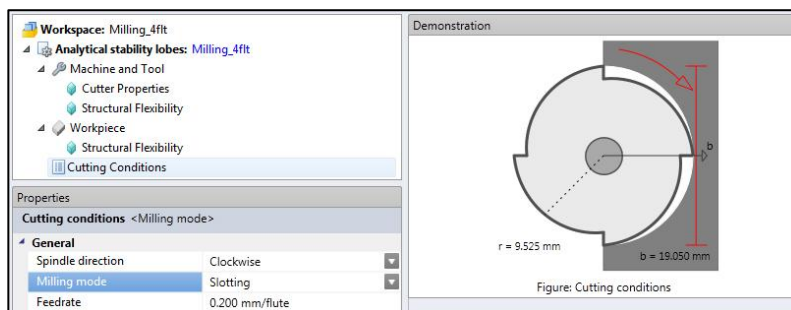 Workspace: Milling_4flt
Analytical stability lobes: Milling_4flt
Machine and Tool
Cutter Properties
Structural Flexibility
Workpiece
Structural Flexibility
Cutting Conditions
Properties
Cutting conditions <Milling mode>
General
Spindle direction Clockwise
Milling mode Slotting
Feedrate 0.200 mm/flute
Demonstration
b
r = 9.525 mm
b = 19.050 mm
Figure: Cutting conditions